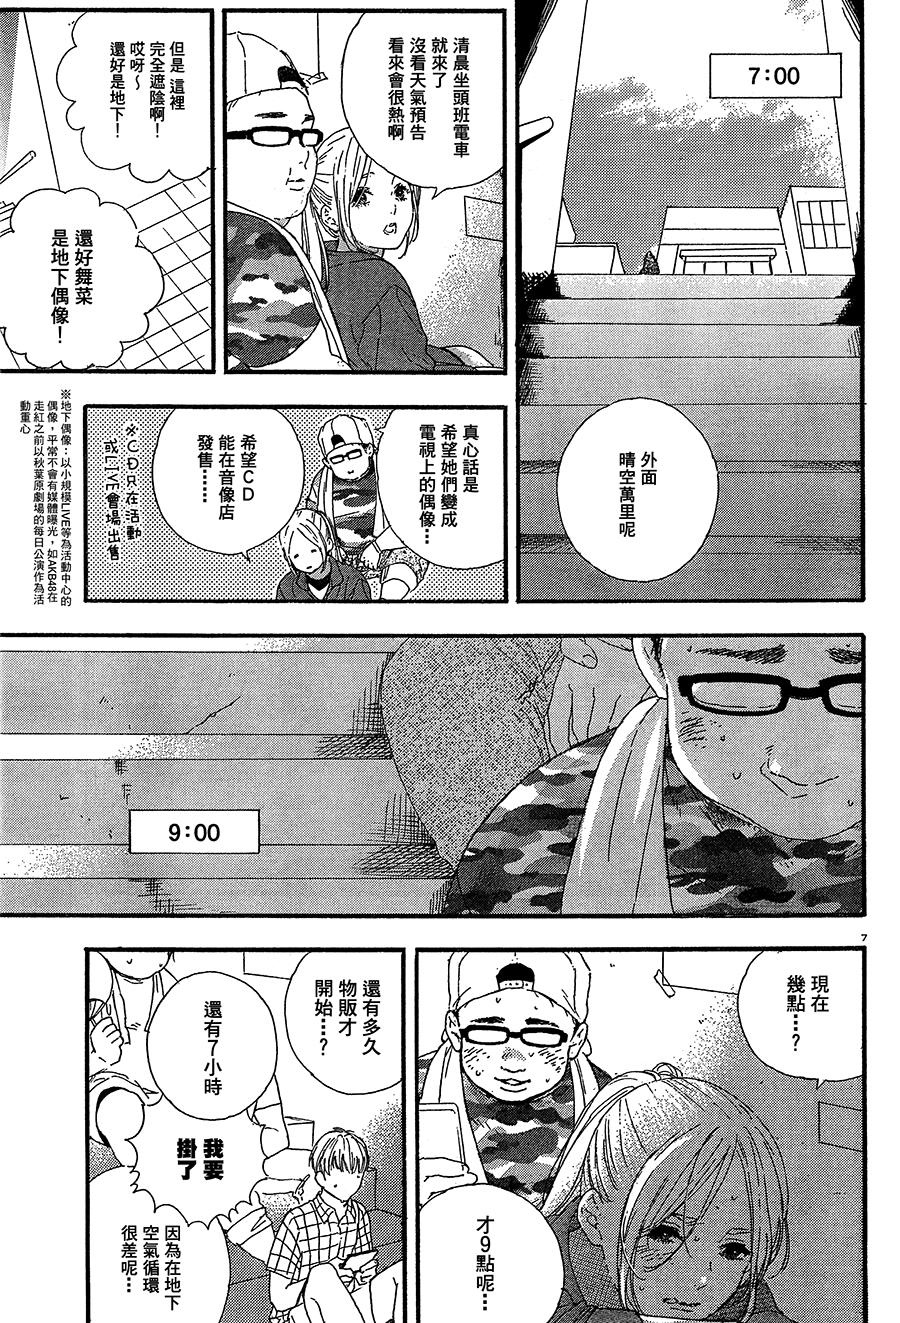 7:00
外面
晴空萬里呢
清晨坐頭班電車
就來了
沒看天氣預告
看來會很熱啊
但是 這裡
完全遮陰啊！
哎呀～
還好是地下！
還好舞菜
是地下偶像！
真心話是
希望她們變成
電視上的偶像…
希望ＣＤ
能在音像店
發售……
※ＣＤ只在活動
或LIVE會場出售
※地下偶像：以小規模LIVE等為活動中心的
偶像，平常不會有媒體曝光，如AKB48在
走紅之前以秋葉原劇場的每日公演作為活
動重心
9:00
7
現在
幾點…？
才9點呢…
還有多久
物販才
開始…？
還有7小時
我要
掛了
因為在地下
空氣循環
很差呢…